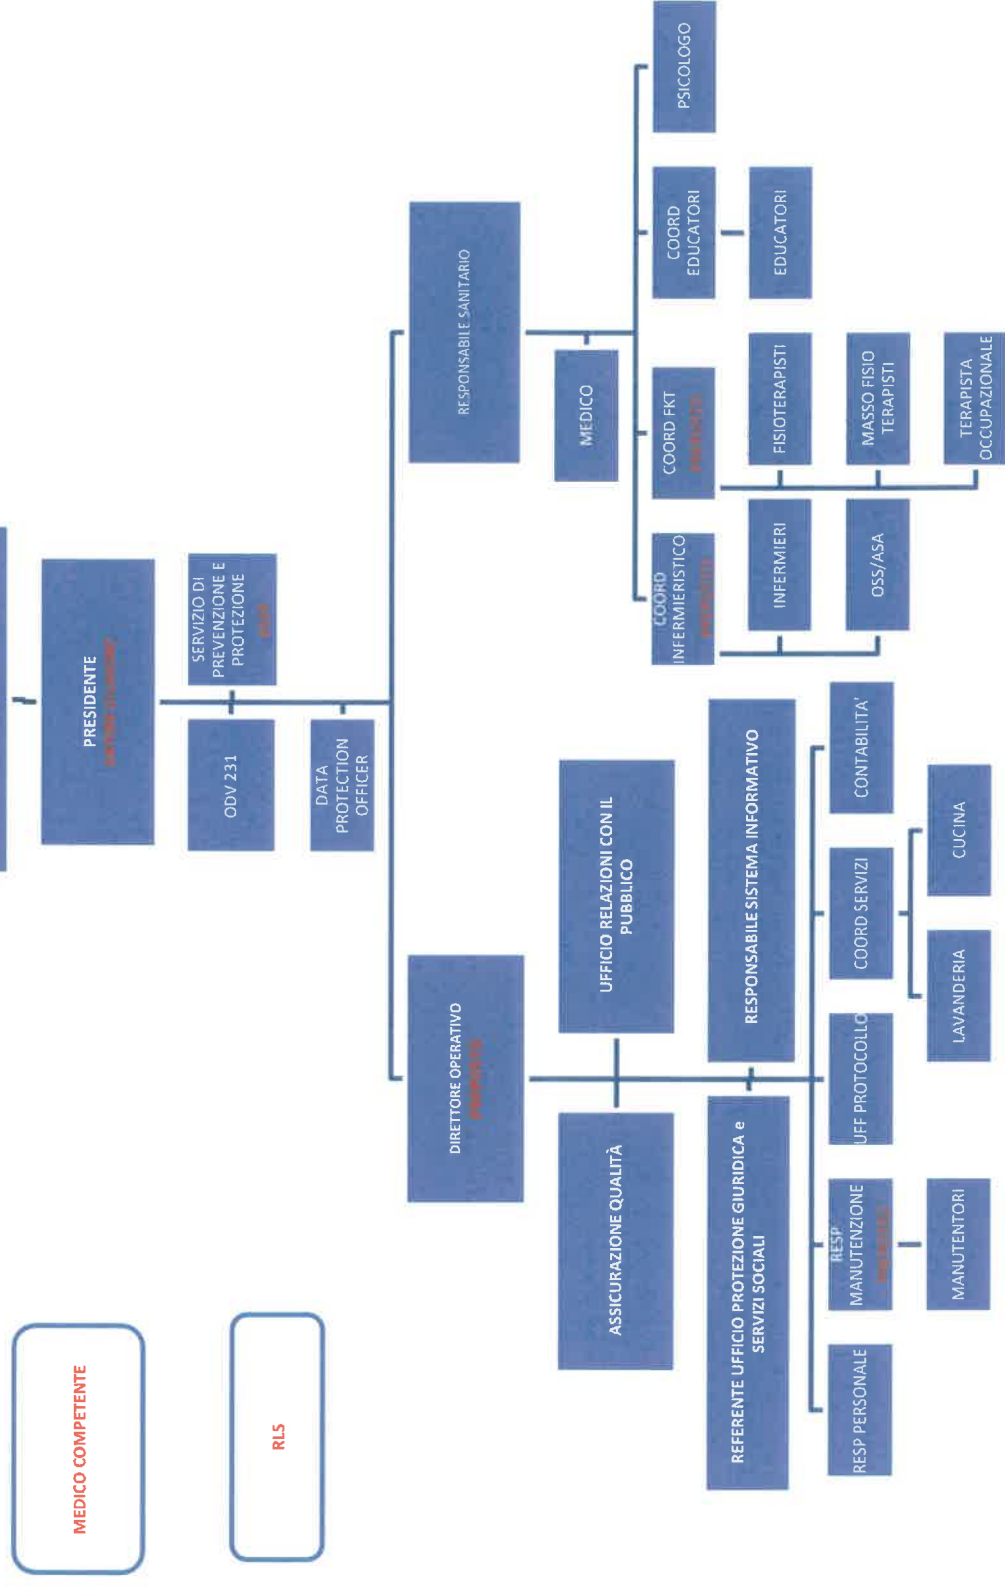 MEDICO COMPETENTE
RLS
PRESIDENTE
ODV 231
SERVIZIO DI
PREVENZIONE E
PROTEZIONE
DATA
PROTECTION
OFFICER
DIRETTORE OPERATIVO
RESPONSABILE SANITARIO
ASSICURAZIONE QUALITÀ
UFFICIO RELAZIONI CON IL
PUBBLICO
REFERENTE UFFICIO PROTEZIONE GIURIDICA e
SERVIZI SOCIALI
RESPONSABILE SISTEMA INFORMATIVO
RESP PERSONALE
RESP
MANUTENZIONE
MANUTENTORI
UFF PROTOCOLLO
COORD SERVIZI
LAVANDERIA
CUCINA
CONTABILITA'
MEDICO
COORD
INFERMIERISTICO
INFERMIERI
OSS/ASA
COORD FKT
FISIOTERAPISTI
MASSO FISIO
TERAPISTI
TERAPISTA
OCCUPAZIONALE
COORD
EDUCATORI
EDUCATORI
PSICOLOGO